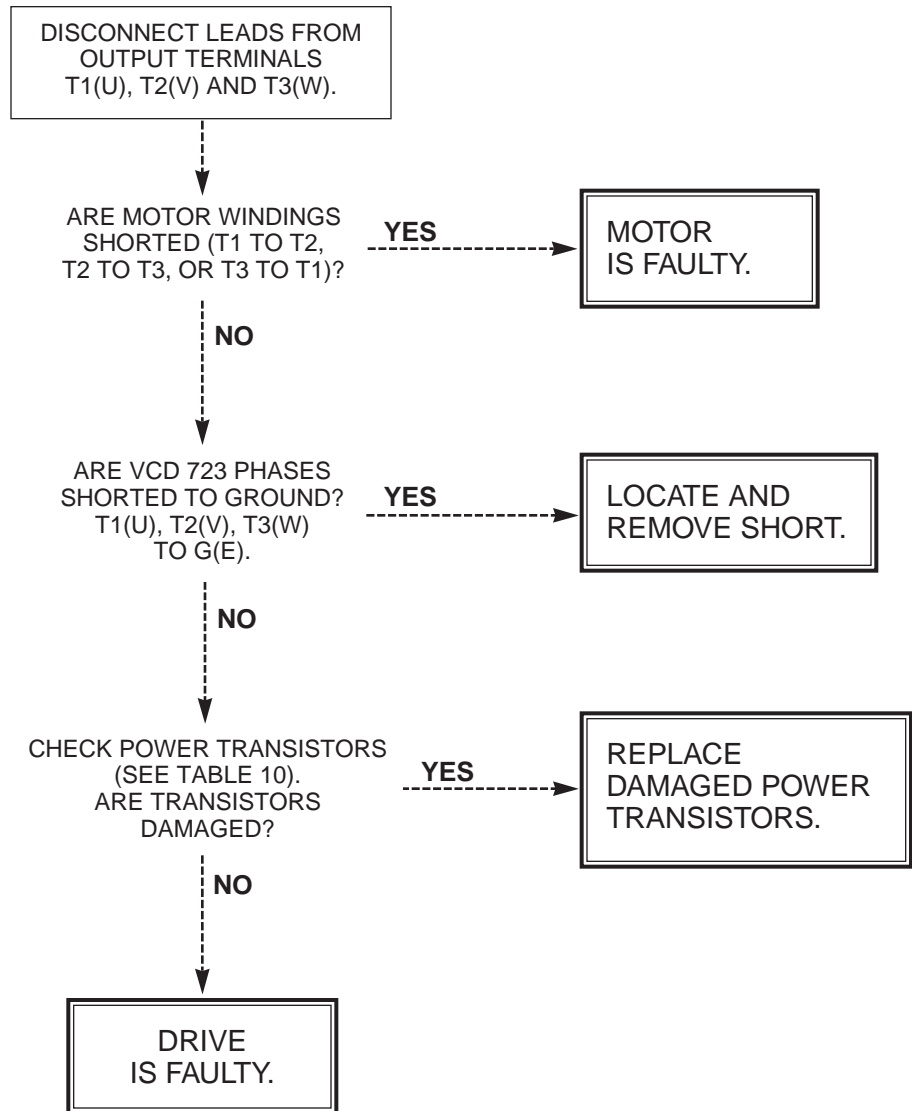 DISCONNECT LEADS FROM
OUTPUT TERMINALS
T1(U), T2(V) AND T3(W).
ARE MOTOR WINDINGS
SHORTED (T1 TO T2,
T2 TO T3, OR T3 TO T1)?
YES
MOTOR
IS FAULTY.
NO
ARE VCD 723 PHASES
SHORTED TO GROUND?
T1(U), T2(V), T3(W)
TO G(E).
YES
LOCATE AND
REMOVE SHORT.
NO
CHECK POWER TRANSISTORS
(SEE TABLE 10).
ARE TRANSISTORS
DAMAGED?
YES
REPLACE
DAMAGED POWER
TRANSISTORS.
NO
DRIVE
IS FAULTY.